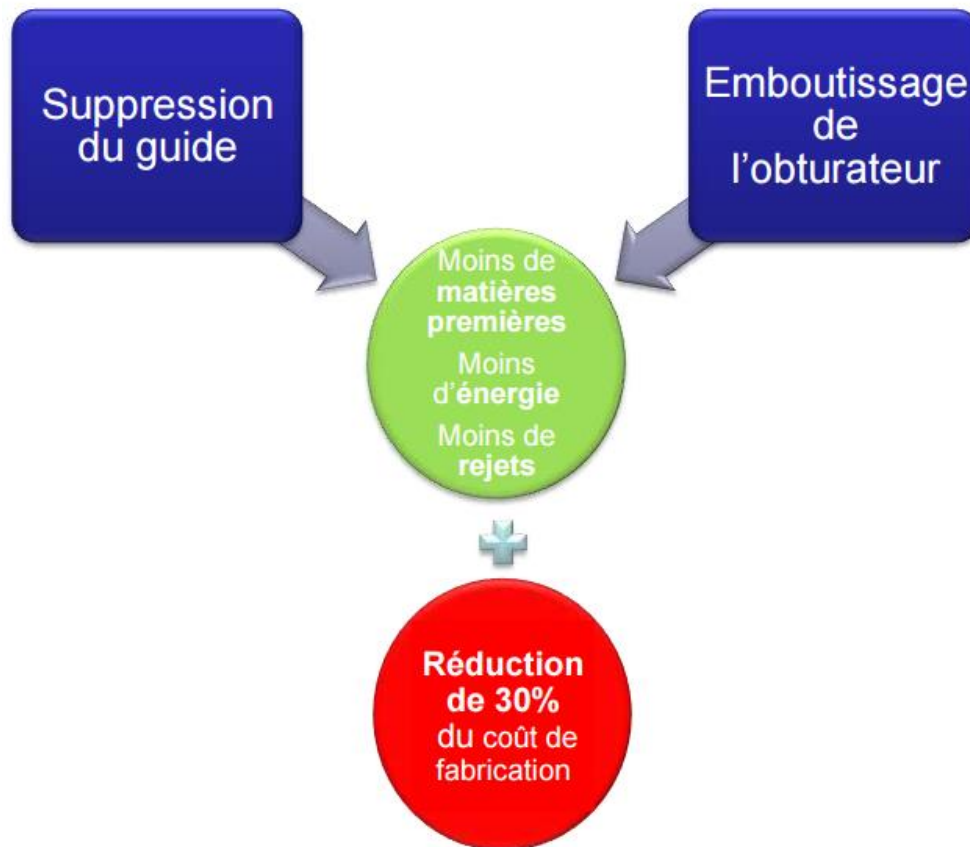 Suppression
du guide
Emboutissage
de
l’obturateur
Moins de
matières
premières
Moins
d’énergie
Moins de
rejets
Réduction
de 30%
du coût de
fabrication